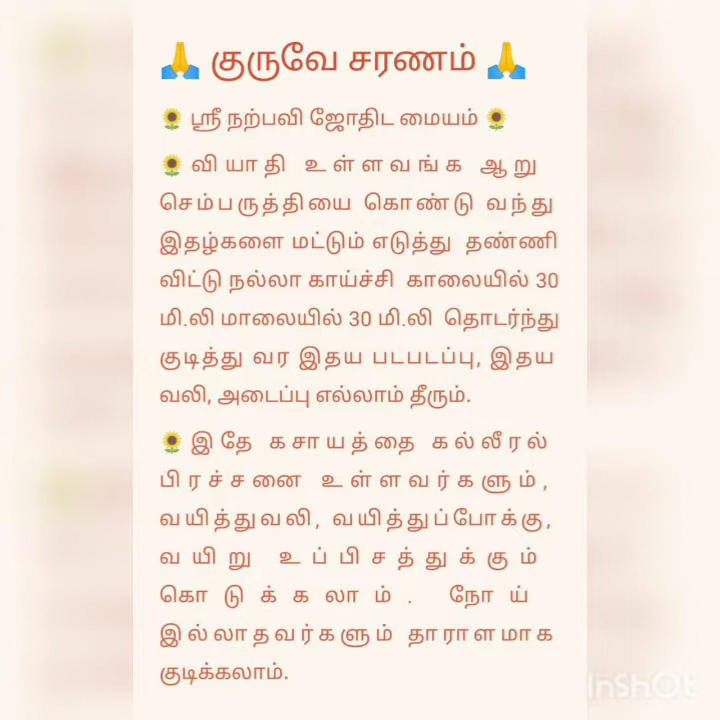 🙏 குருவே சரணம் 🙏
🌻 ஸ்ரீ நற்பவி ஜோதிட மையம் 🌻
🌻 வியாதி உள்ளவங்க ஆறு
செம்பருத்தியை கொண்டு வந்து
இதழ்களை மட்டும் எடுத்து தண்ணி
விட்டு நல்லா காய்ச்சி காலையில் 30
மி.லி மாலையில் 30 மி.லி தொடர்ந்து
குடித்து வர இதய படபடப்பு, இதய
வலி, அடைப்பு எல்லாம் தீரும்.
🌻 இதே கசாயத்தை கல்லீரல்
பிரச்சனை உள்ளவர்களும்,
வயித்துவலி, வயித்துப்போக்கு,
வயிறு உப்பிசத்துக்கும்
கொடுக்கலாம். நோய்
இல்லாதவர்களும் தாராளமாக
குடிக்கலாம்.
InShOt